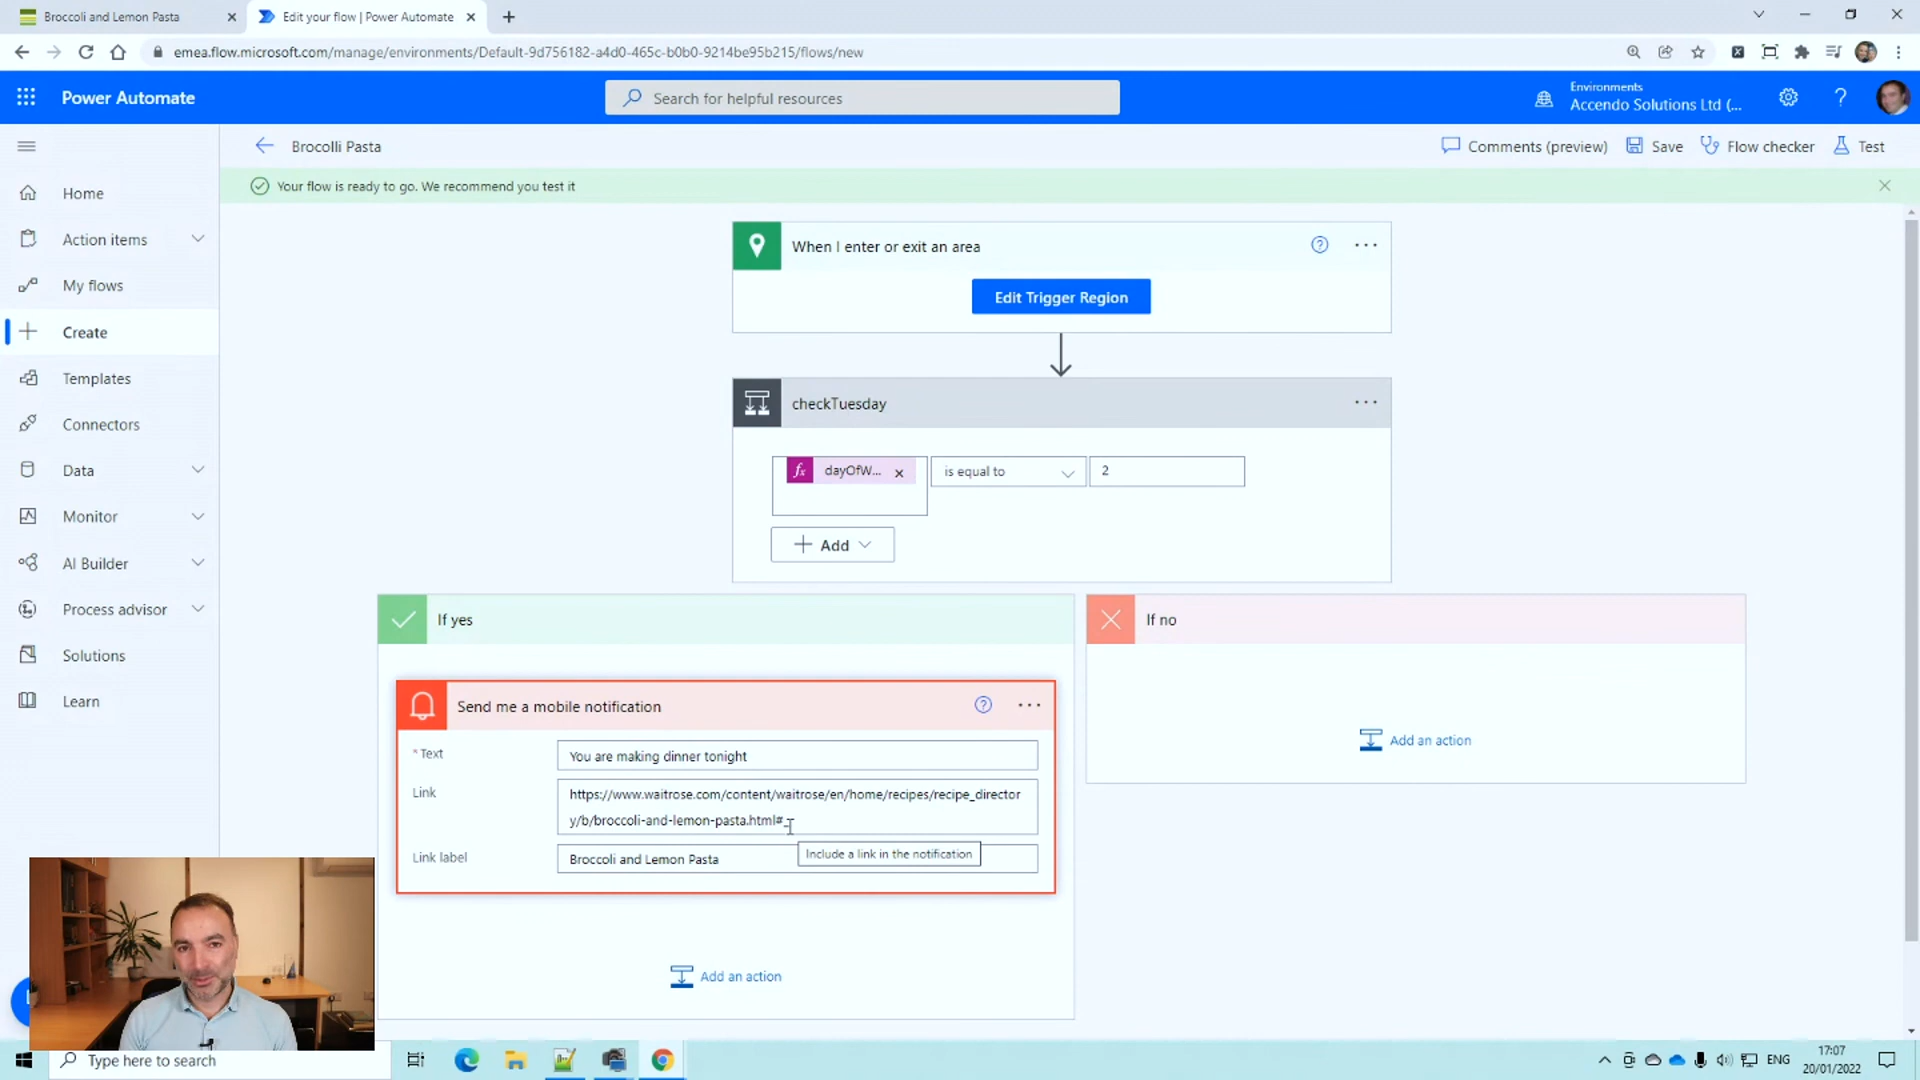 Broccoli and Lemon Pasta
Edit your flow | Power Automate
emea.flow.microsoft.com/manage/environments/Default-9d756182-a4d0-465c-b0b0-9214be95b215/flows/new
Power Automate
Search for helpful resources
Environments
Accendo Solutions Ltd (...
Brocolli Pasta
Comments (preview)
Save
Flow checker
Test
Your flow is ready to go. We recommend you test it
Home
Action items
My flows
Create
Templates
Connectors
Data
Monitor
AI Builder
Process advisor
Solutions
Learn
When I enter or exit an area
Edit Trigger Region
checkTuesday
fx dayOfW...
is equal to
2
Add
If yes
If no
Send me a mobile notification
* Text
You are making dinner tonight
Link
https://www.waitrose.com/content/waitrose/en/home/recipes/recipe_director
y/b/broccoli-and-lemon-pasta.html#_
Link label
Broccoli and Lemon Pasta
Include a link in the notification
Add an action
Add an action
Type here to search
ENG
17:07
20/01/2022